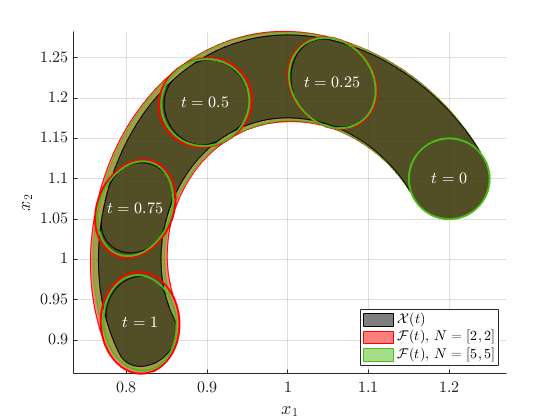 1.25
1.2
1.15
1.1
1.05
1
0.95
0.9
x₂
t = 0.5
t = 0.25
t = 0
t = 0.75
t = 1
𝒳(t)
ℱ(t), N = [2, 2]
ℱ(t), N = [5, 5]
0.8 0.9 1 1.1 1.2
x₁